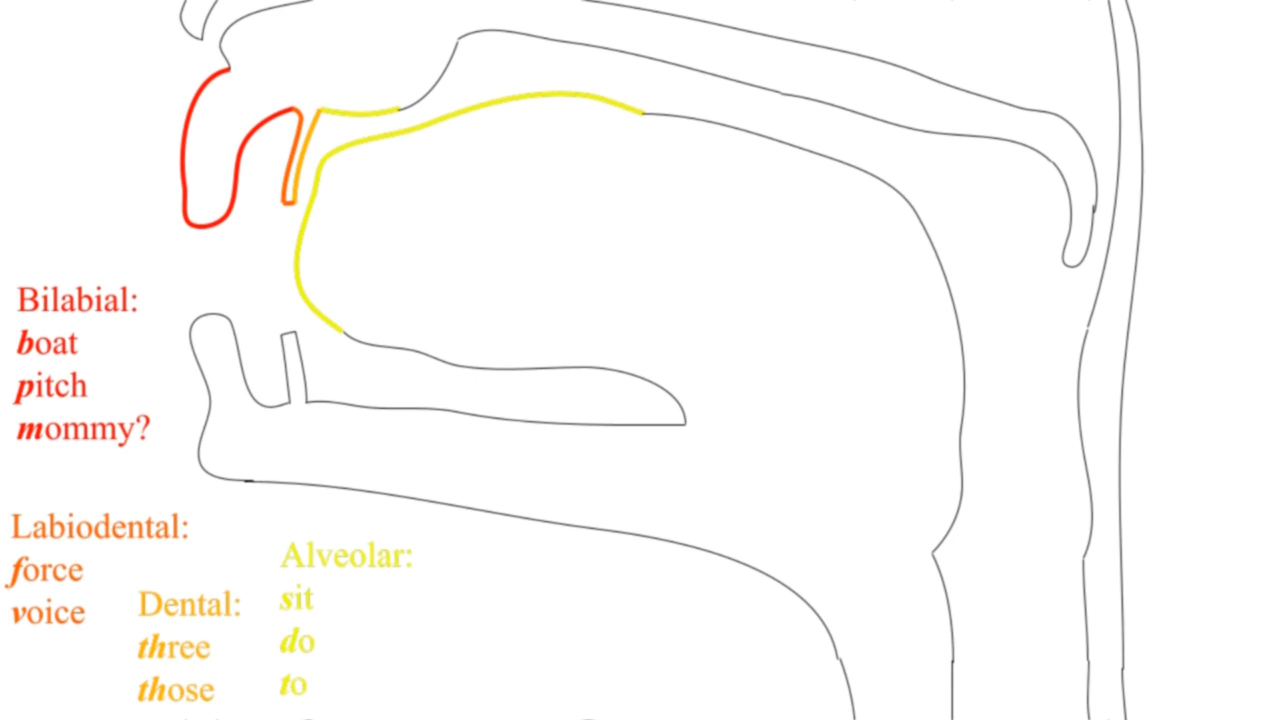 Bilabial:
boat
pitch
mommy?
Labiodental:
force
voice
Dental:
three
those
Alveolar:
sit
do
to